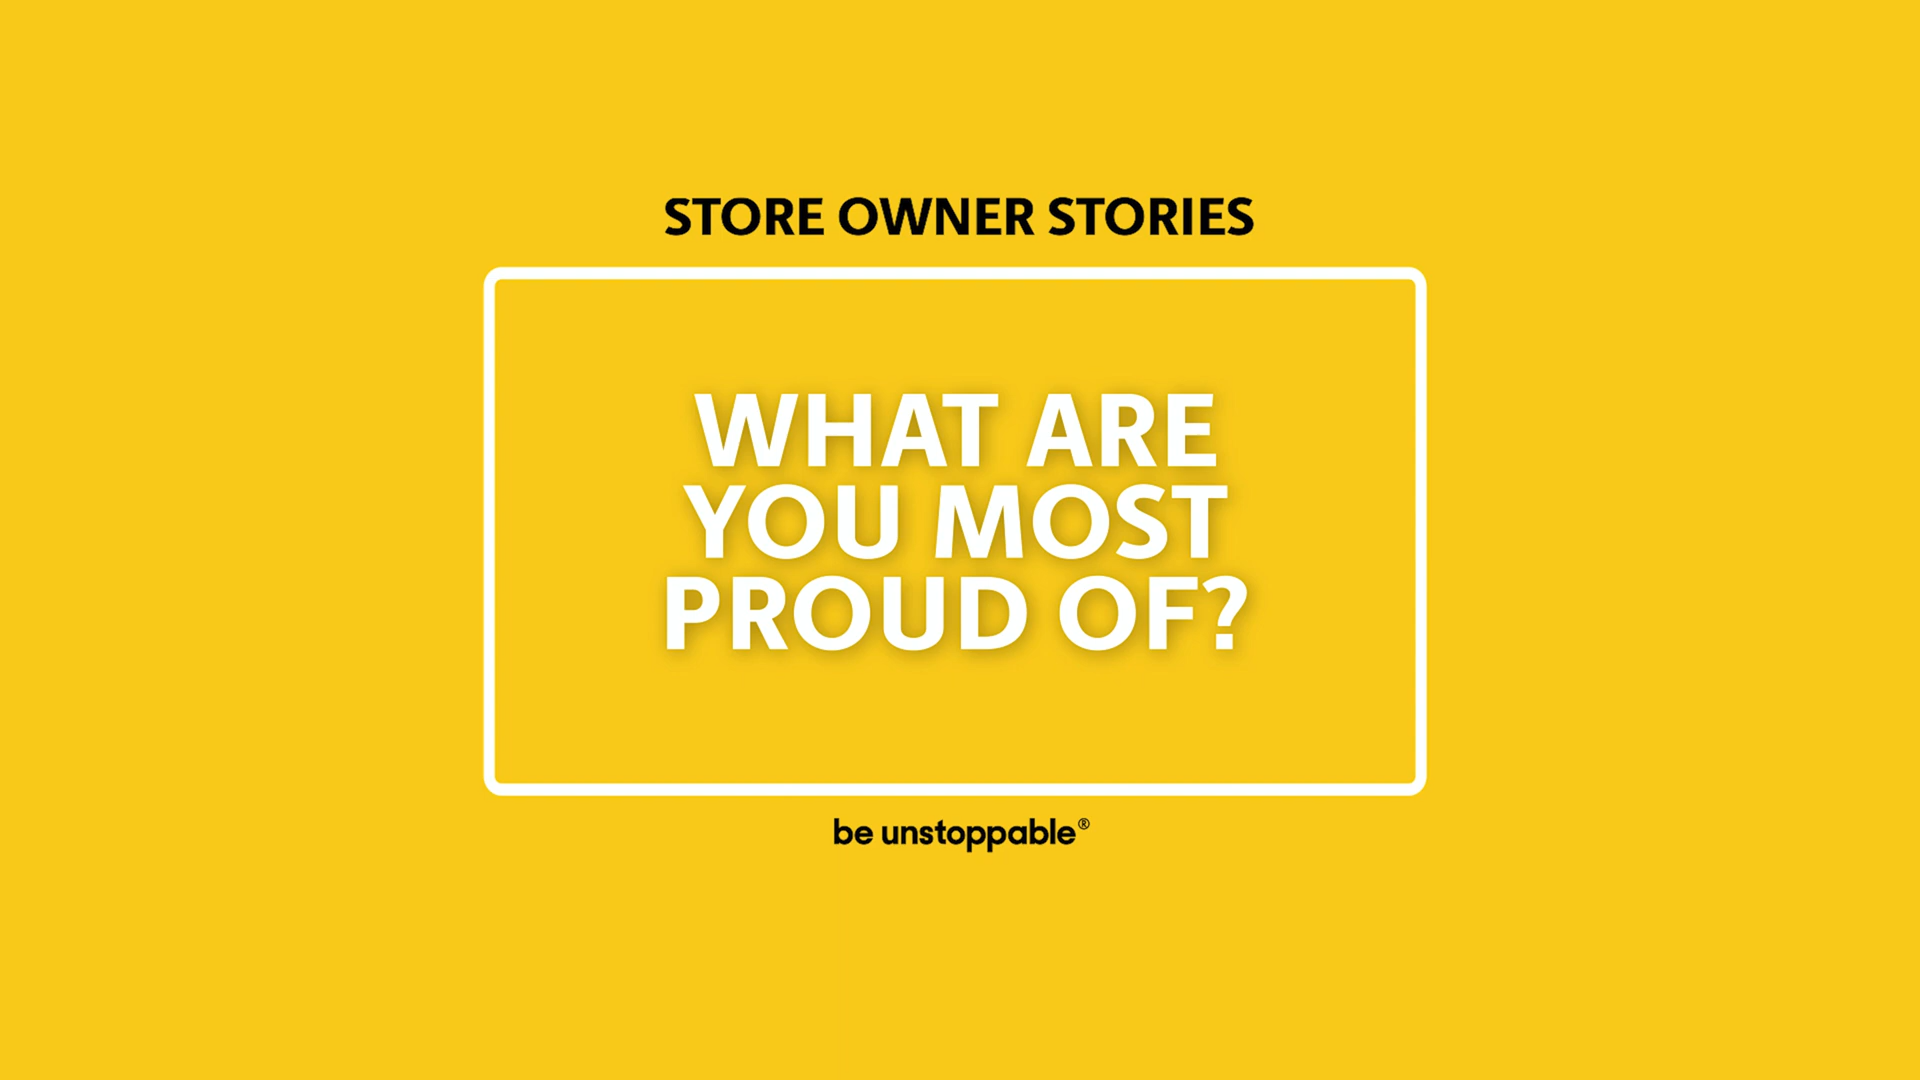 STORE OWNER STORIES
WHAT ARE
YOU MOST
PROUD OF?
be unstoppable®